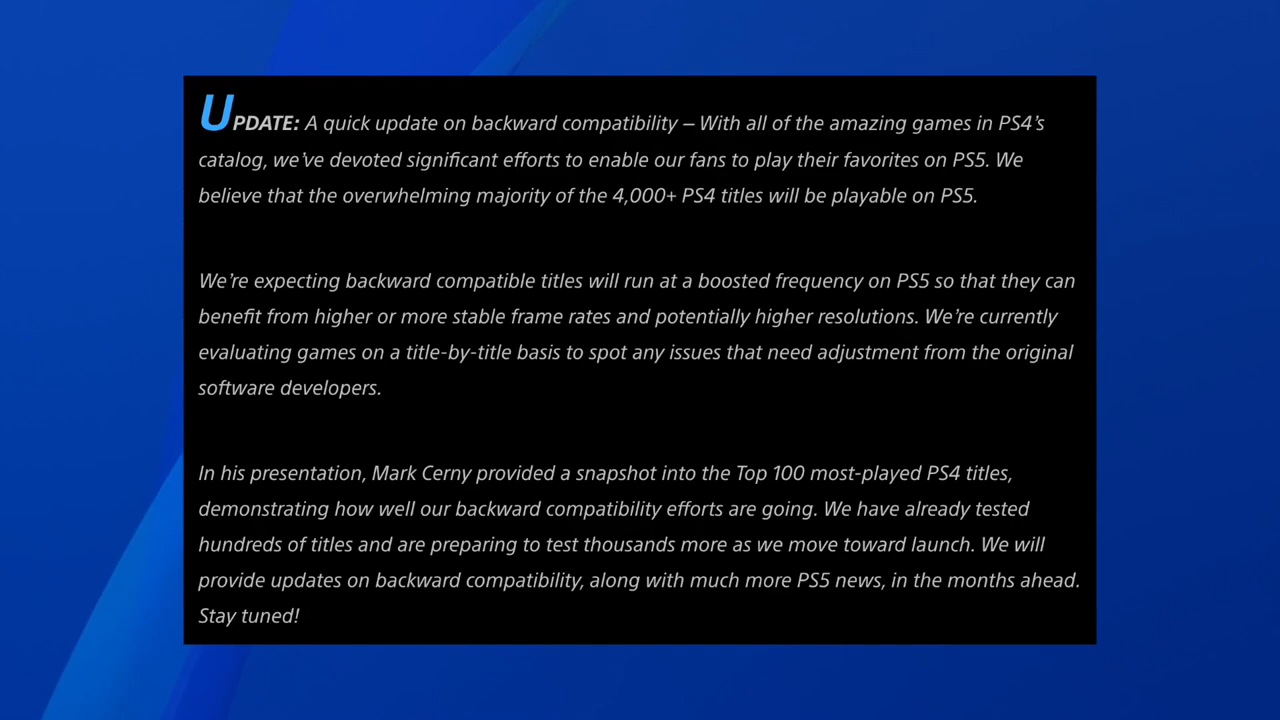 UPDATE: A quick update on backward compatibility – With all of the amazing games in PS4’s
catalog, we’ve devoted significant efforts to enable our fans to play their favorites on PS5. We
believe that the overwhelming majority of the 4,000+ PS4 titles will be playable on PS5.
We’re expecting backward compatible titles will run at a boosted frequency on PS5 so that they can
benefit from higher or more stable frame rates and potentially higher resolutions. We’re currently
evaluating games on a title-by-title basis to spot any issues that need adjustment from the original
software developers.
In his presentation, Mark Cerny provided a snapshot into the Top 100 most-played PS4 titles,
demonstrating how well our backward compatibility efforts are going. We have already tested
hundreds of titles and are preparing to test thousands more as we move toward launch. We will
provide updates on backward compatibility, along with much more PS5 news, in the months ahead.
Stay tuned!